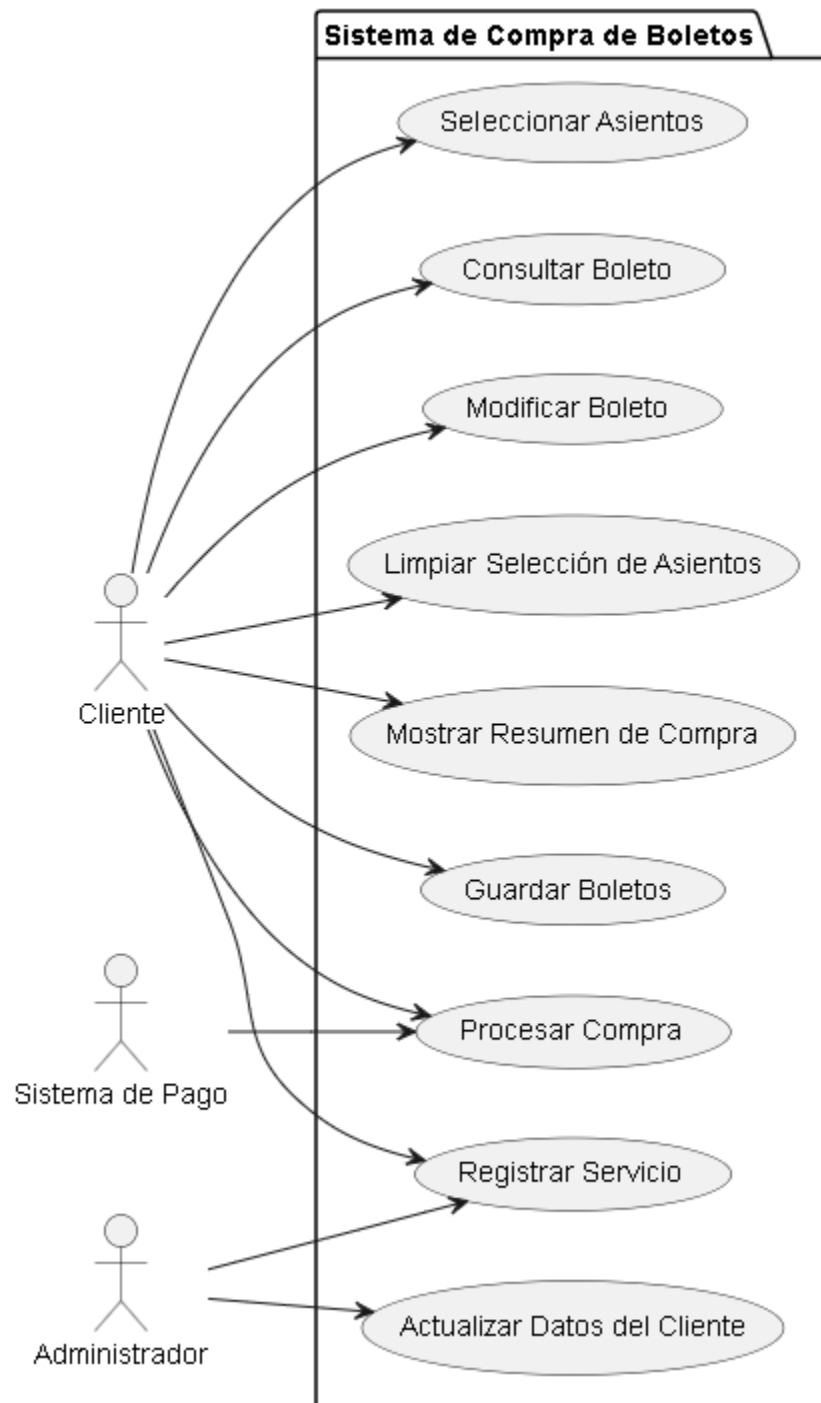 Sistema de Compra de Boletos
Seleccionar Asientos
Consultar Boleto
Modificar Boleto
Limpiar Selección de Asientos
Cliente
Mostrar Resumen de Compra
Guardar Boletos
Procesar Compra
Sistema de Pago
Registrar Servicio
Actualizar Datos del Cliente
Administrador